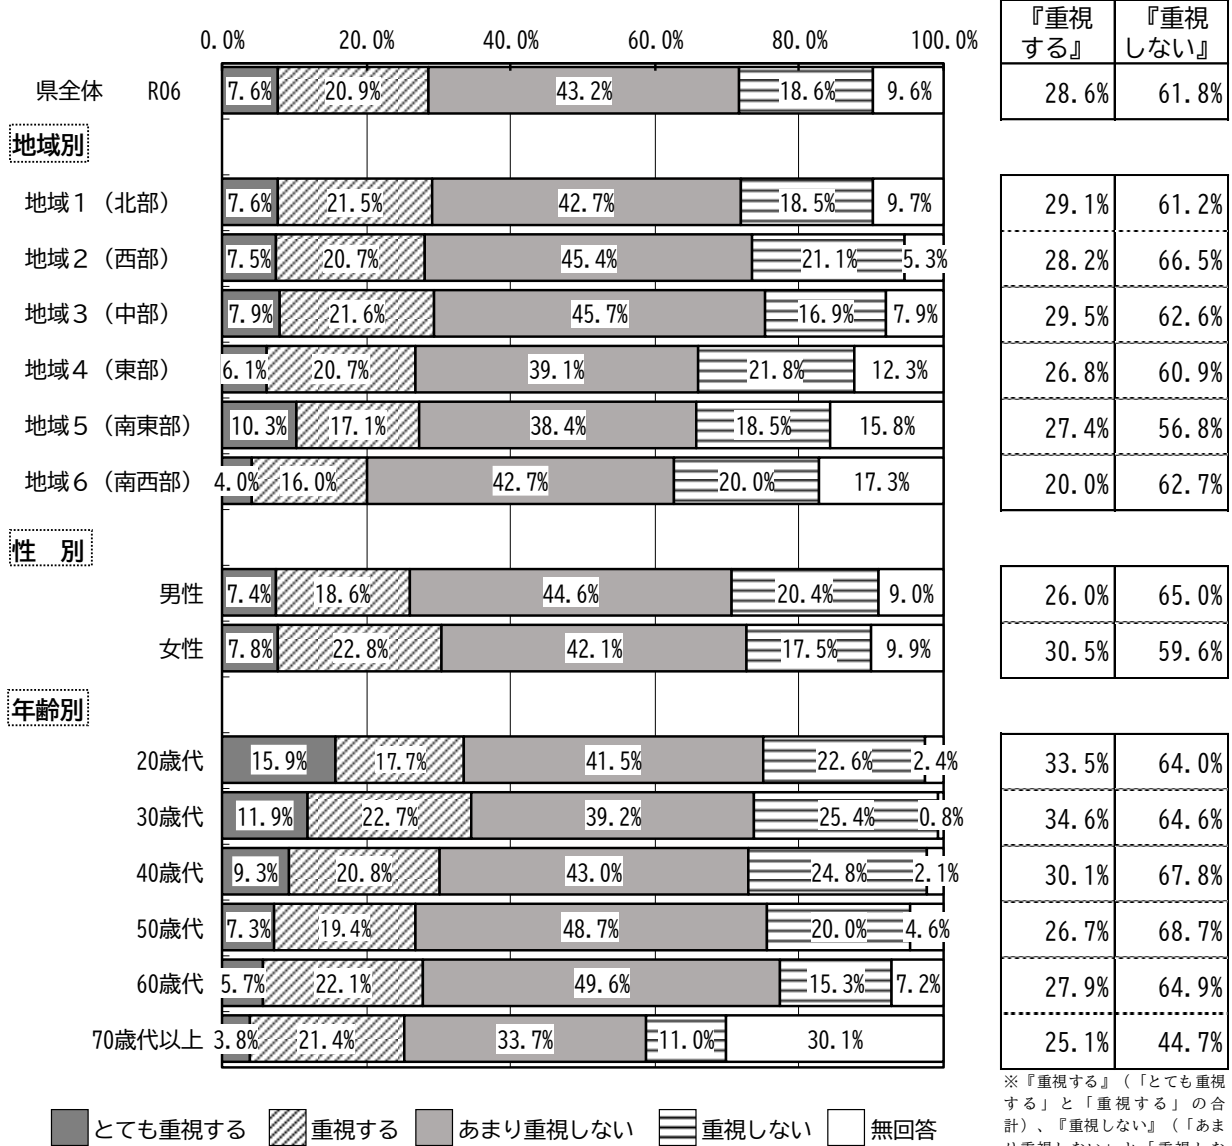 『重視 『重視
する』 しない』
0.0% 20.0% 40.0% 60.0% 80.0% 100.0%
県全体 R06 7.6% 20.9% 43.2% 18.6% 9.6% 28.6% 61.8%
地域別
地域1（北部） 7.6% 21.5% 42.7% 18.5% 9.7% 29.1% 61.2%
地域2（西部） 7.5% 20.7% 45.4% 21.1% 5.3% 28.2% 66.5%
地域3（中部） 7.9% 21.6% 45.7% 16.9% 7.9% 29.5% 62.6%
地域4（東部） 6.1% 20.7% 39.1% 21.8% 12.3% 26.8% 60.9%
地域5（南東部） 10.3% 17.1% 38.4% 18.5% 15.8% 27.4% 56.8%
地域6（南西部） 4.0% 16.0% 42.7% 20.0% 17.3% 20.0% 62.7%
性 別
男性 7.4% 18.6% 44.6% 20.4% 9.0% 26.0% 65.0%
女性 7.8% 22.8% 42.1% 17.5% 9.9% 30.5% 59.6%
年齢別
20歳代 15.9% 17.7% 41.5% 22.6% 2.4% 33.5% 64.0%
30歳代 11.9% 22.7% 39.2% 25.4% 0.8% 34.6% 64.6%
40歳代 9.3% 20.8% 43.0% 24.8% 2.1% 30.1% 67.8%
50歳代 7.3% 19.4% 48.7% 20.0% 4.6% 26.7% 68.7%
60歳代 5.7% 22.1% 49.6% 15.3% 7.2% 27.9% 64.9%
70歳代以上 3.8% 21.4% 33.7% 11.0% 30.1% 25.1% 44.7%
とても重視する 重視する あまり重視しない 重視しない 無回答
※『重視する』（「とても重視
する」と「重視する」の合
計）、『重視しない』（「あま